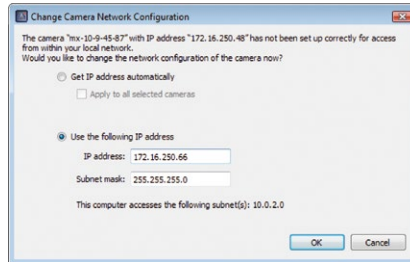 Change Camera Network Configuration
The camera "mx-10-9-45-87" with IP address "172.16.250.48" has not been set up correctly for access
from within your local network.
Would you like to change the network configuration of the camera now?
Get IP address automatically
Apply to all selected cameras
Use the following IP address
IP address: 172.16.250.66
Subnet mask: 255.255.255.0
This computer accesses the following subnet(s): 10.0.2.0
OK Cancel